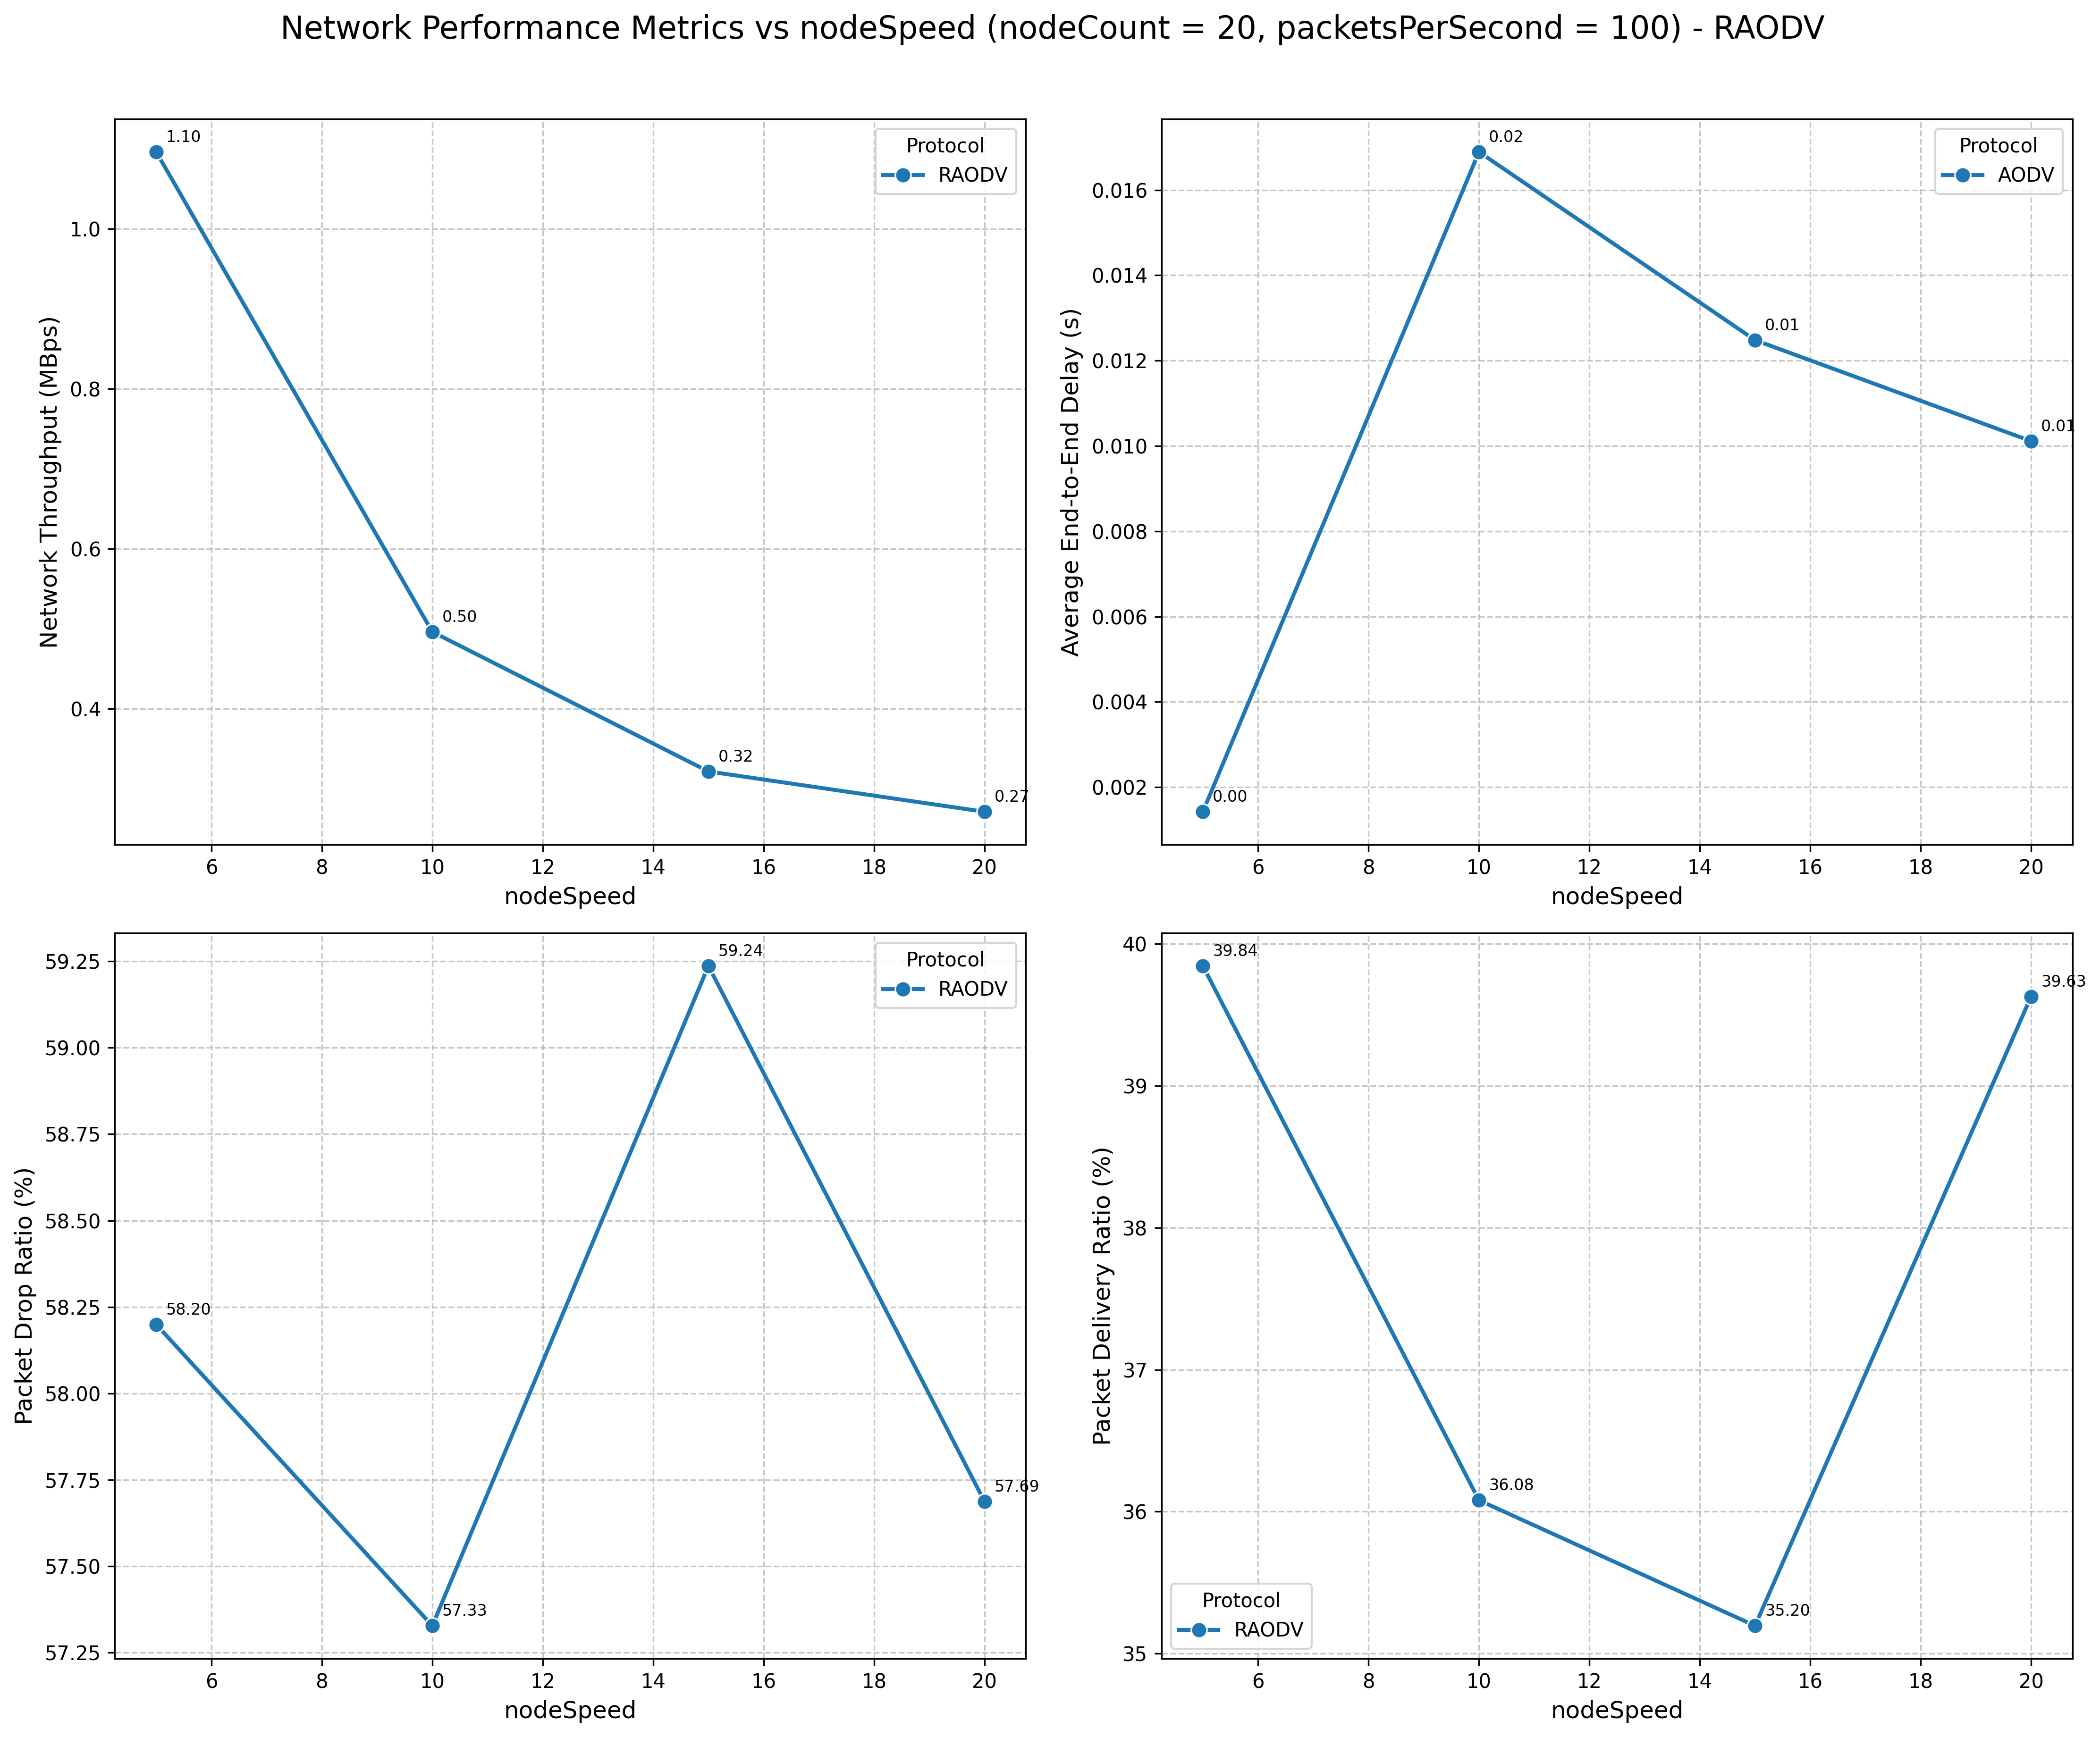 Network Performance Metrics vs nodeSpeed (nodeCount = 20, packetsPerSecond = 100) - RAODV
Network Throughput (MBps)
1.0
0.8
0.6
0.4
1.10
0.50
0.32
0.27
Protocol
RAODV
6 8 10 12 14 16 18 20
nodeSpeed
Average End-to-End Delay (s)
0.016
0.014
0.012
0.010
0.008
0.006
0.004
0.002
0.00
0.02
0.01
0.01
Protocol
AODV
6 8 10 12 14 16 18 20
nodeSpeed
Packet Drop Ratio (%)
59.25
59.00
58.75
58.50
58.25
58.00
57.75
57.50
57.25
58.20
57.33
59.24
57.69
Protocol
RAODV
6 8 10 12 14 16 18 20
nodeSpeed
Packet Delivery Ratio (%)
40
39
38
37
36
35
39.84
36.08
35.20
39.63
Protocol
RAODV
6 8 10 12 14 16 18 20
nodeSpeed